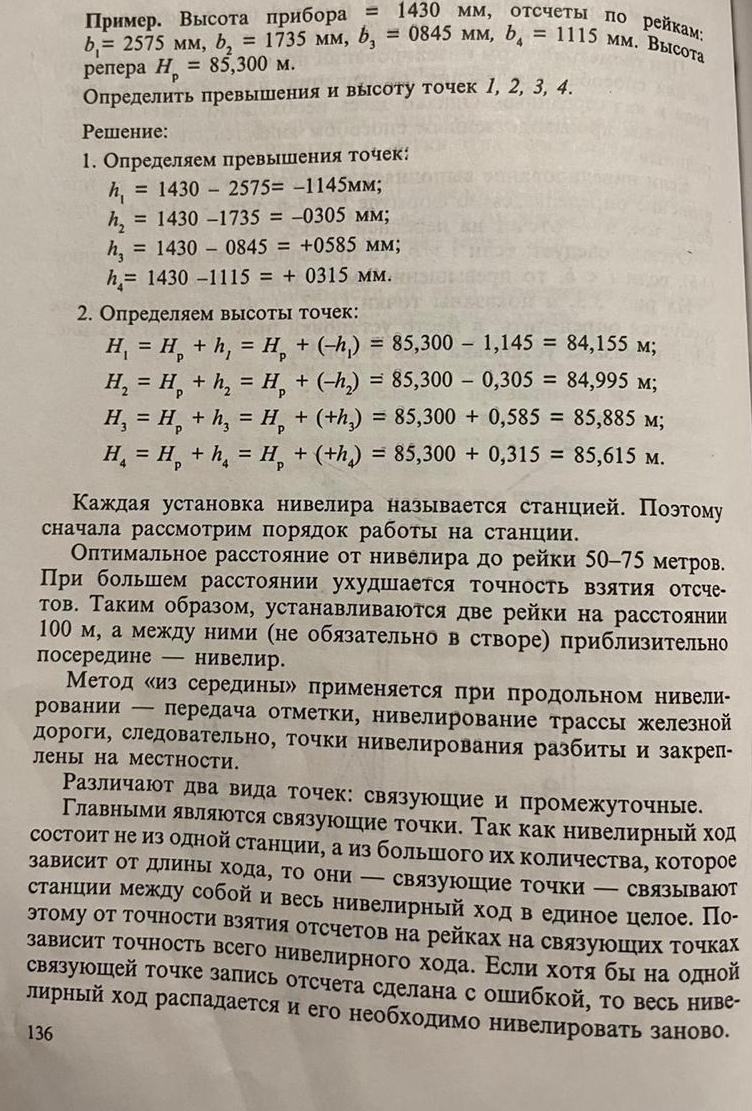 Пример. Высота прибора = 1430 мм, отсчеты по рейкам:
b₁= 2575 мм, b₂ = 1735 мм, b₃ = 0845 мм, b₄ = 1115 мм. Высота
репера Hр = 85,300 м.
Определить превышения и высоту точек 1, 2, 3, 4.
Решение:
1. Определяем превышения точек:
h₁ = 1430 – 2575= –1145мм;
h₂ = 1430 –1735 = –0305 мм;
h₃ = 1430 – 0845 = +0585 мм;
h₄= 1430 –1115 = + 0315 мм.
2. Определяем высоты точек:
H₁ = Hр + h₁ = Hр + (–h₁) = 85,300 – 1,145 = 84,155 м;
H₂ = Hр + h₂ = Hр + (–h₂) = 85,300 – 0,305 = 84,995 м;
H₃ = Hр + h₃ = Hр + (+h₃) = 85,300 + 0,585 = 85,885 м;
H₄ = Hр + h₄ = Hр + (+h₄) = 85,300 + 0,315 = 85,615 м.
Каждая установка нивелира называется станцией. Поэтому
сначала рассмотрим порядок работы на станции.
Оптимальное расстояние от нивелира до рейки 50–75 метров.
При большем расстоянии ухудшается точность взятия отсче-
тов. Таким образом, устанавливаются две рейки на расстоянии
100 м, а между ними (не обязательно в створе) приблизительно
посередине — нивелир.
Метод «из середины» применяется при продольном нивели-
ровании — передача отметки, нивелирование трассы железной
дороги, следовательно, точки нивелирования разбиты и закреп-
лены на местности.
Различают два вида точек: связующие и промежуточные.
Главными являются связующие точки. Так как нивелирный ход
состоит не из одной станции, а из большого их количества, которое
зависит от длины хода, то они — связующие точки — связывают
станции между собой и весь нивелирный ход в единое целое. По-
этому от точности взятия отсчетов на рейках на связующих точках
зависит точность всего нивелирного хода. Если хотя бы на одной
связующей точке запись отсчета сделана с ошибкой, то весь ниве-
лирный ход распадается и его необходимо нивелировать заново.
136